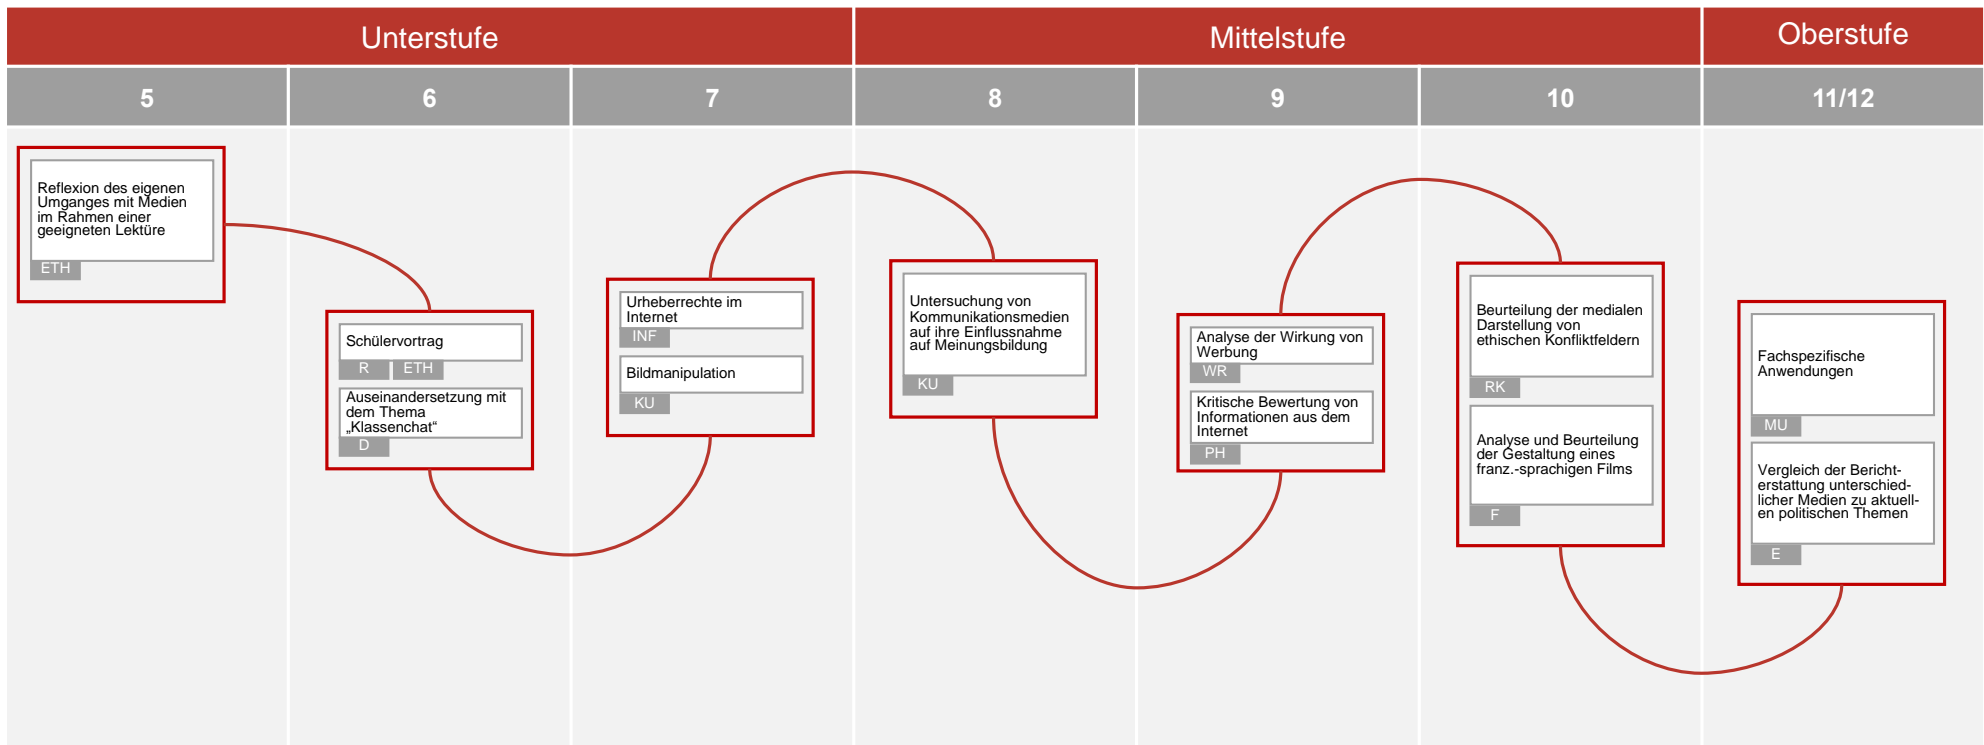 Unterstufe
Mittelstufe
Oberstufe
5
6
7
8
9
10
11/12
Reflexion des eigenen
Umganges mit Medien
im Rahmen einer
geeigneten Lektüre
ETH
Schülervortrag
R ETH
Auseinandersetzung mit
dem Thema
„Klassenchat“
D
Urheberrechte im
Internet
INF
Bildmanipulation
KU
Untersuchung von
Kommunikationsmedien
auf ihre Einflussnahme
auf Meinungsbildung
KU
Analyse der Wirkung von
Werbung
WR
Kritische Bewertung von
Informationen aus dem
Internet
PH
Beurteilung der medialen
Darstellung von
ethischen Konfliktfeldern
RK
Analyse und Beurteilung
der Gestaltung eines
franz.-sprachigen Films
F
Fachspezifische
Anwendungen
MU
Vergleich der Bericht-
erstattung unterschied-
licher Medien zu aktuell-
en politischen Themen
E